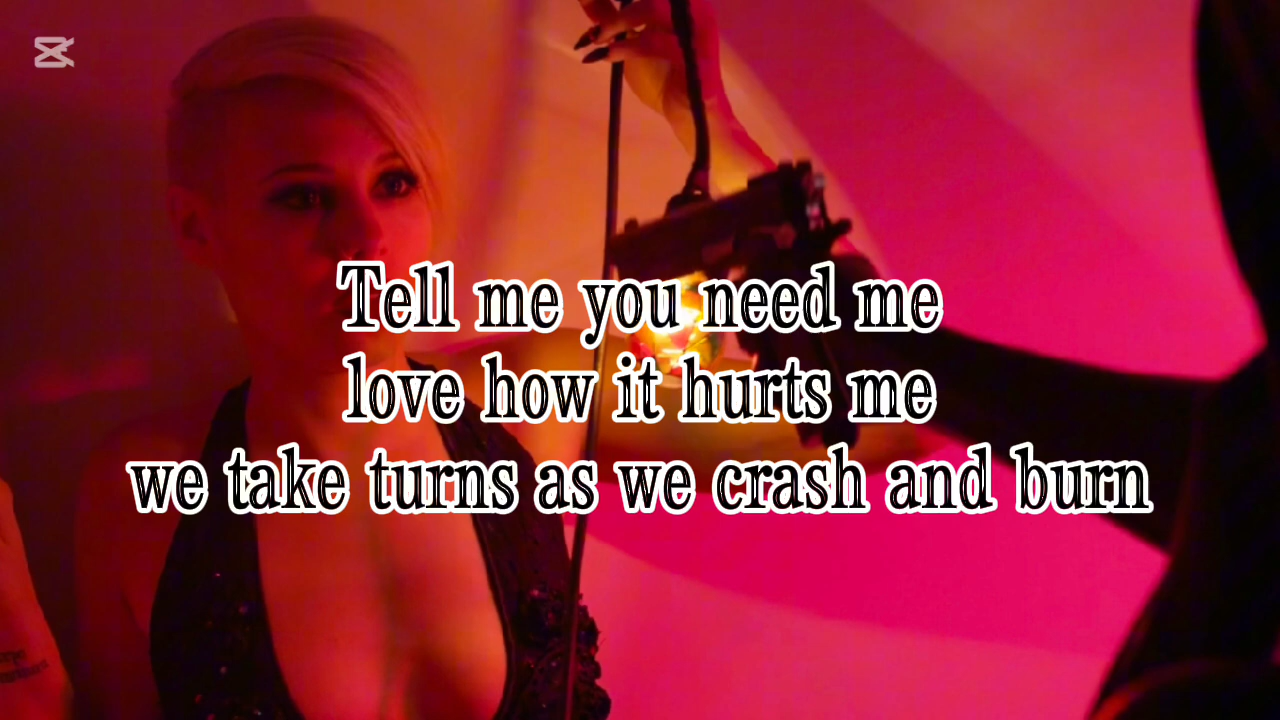 Tell me you need me
love how it hurts me
we take turns as we crash and burn